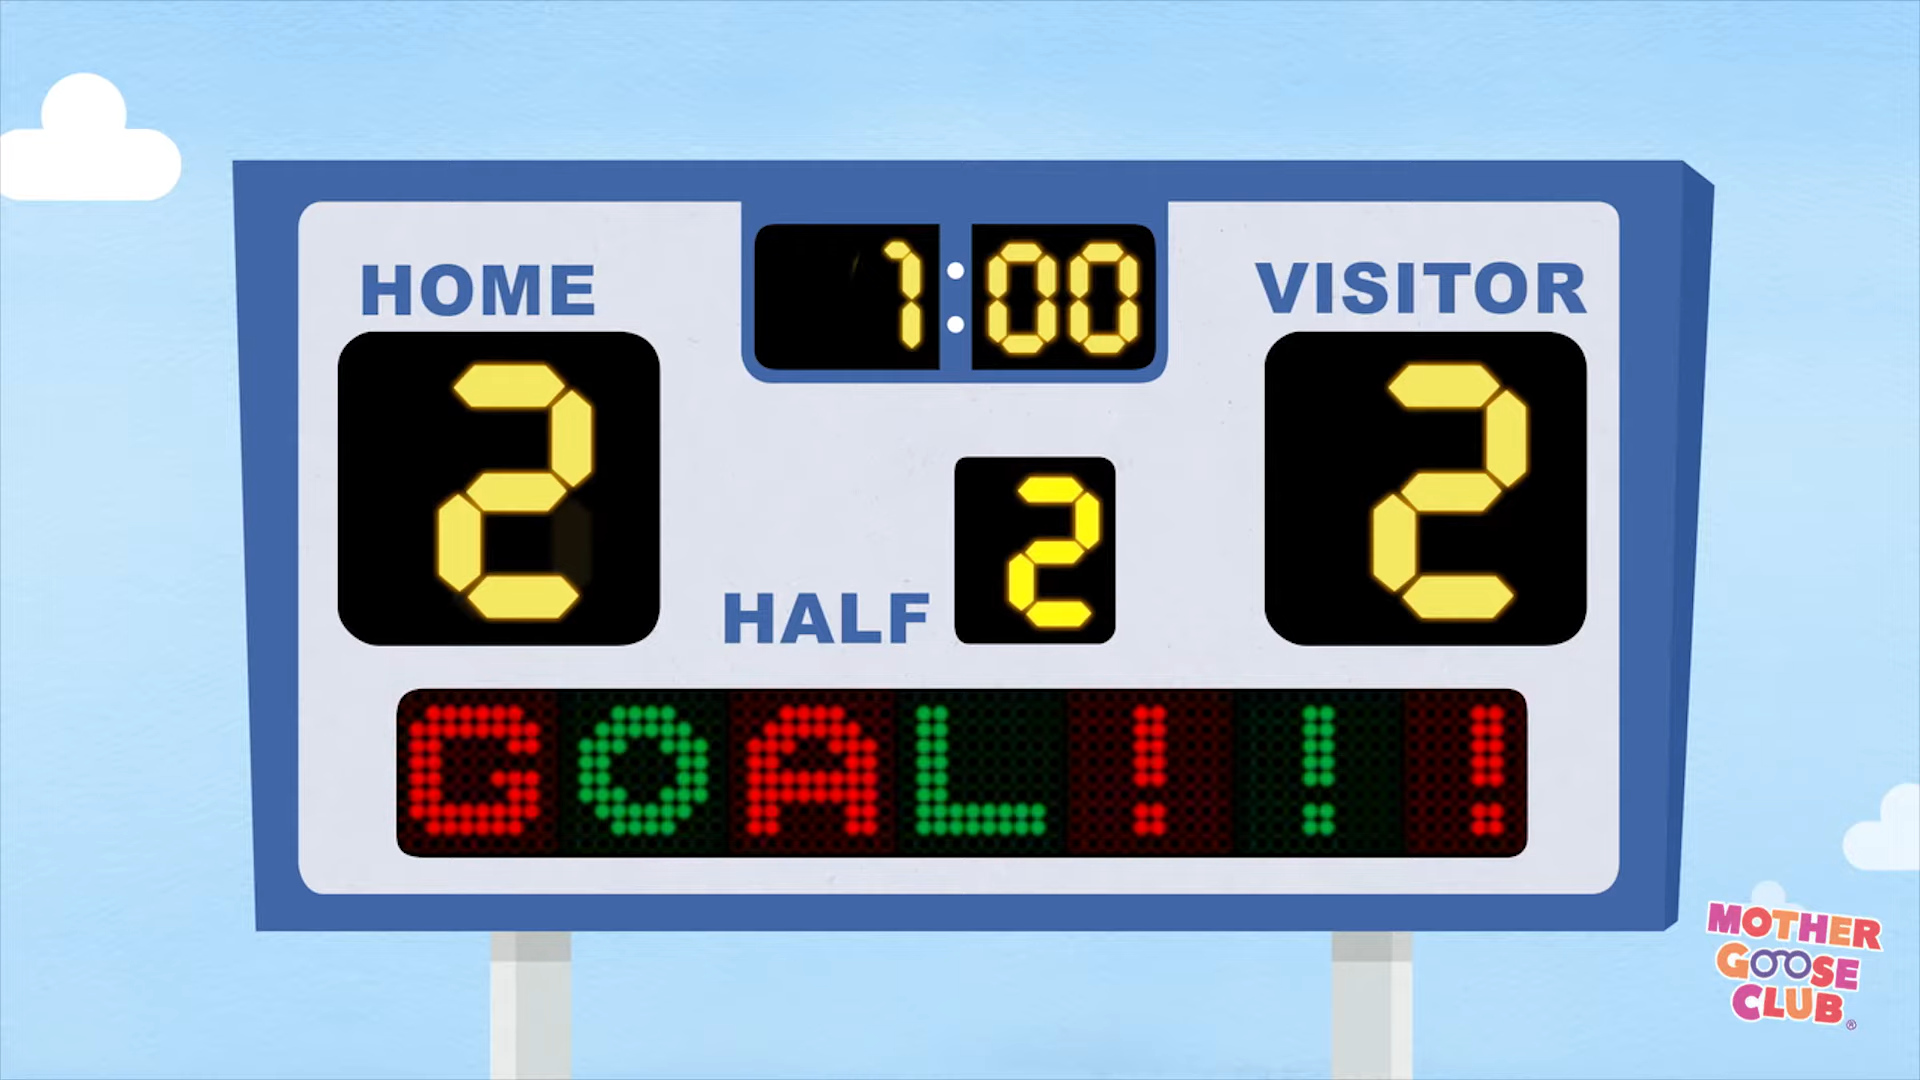 HOME
1:00
VISITOR
2
2
HALF 2
GOAL!!!
MOTHER
GOOSE
CLUB
®